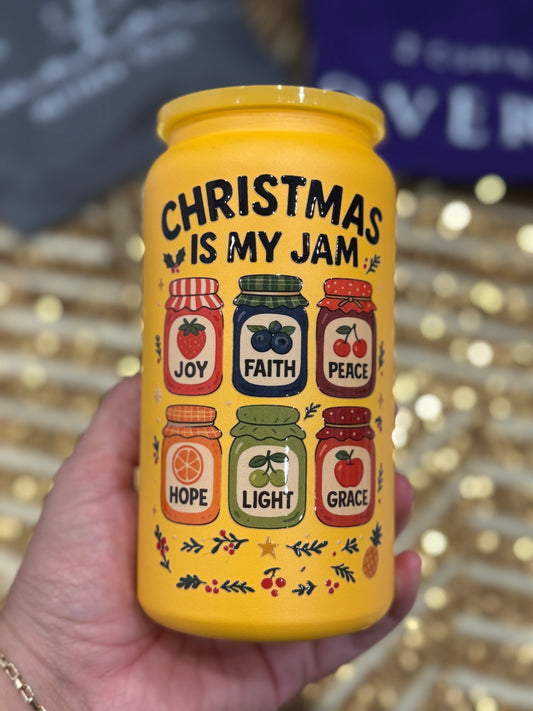 CHRISTMAS
IS MY JAM
JOY
FAITH
PEACE
HOPE
LIGHT
GRACE